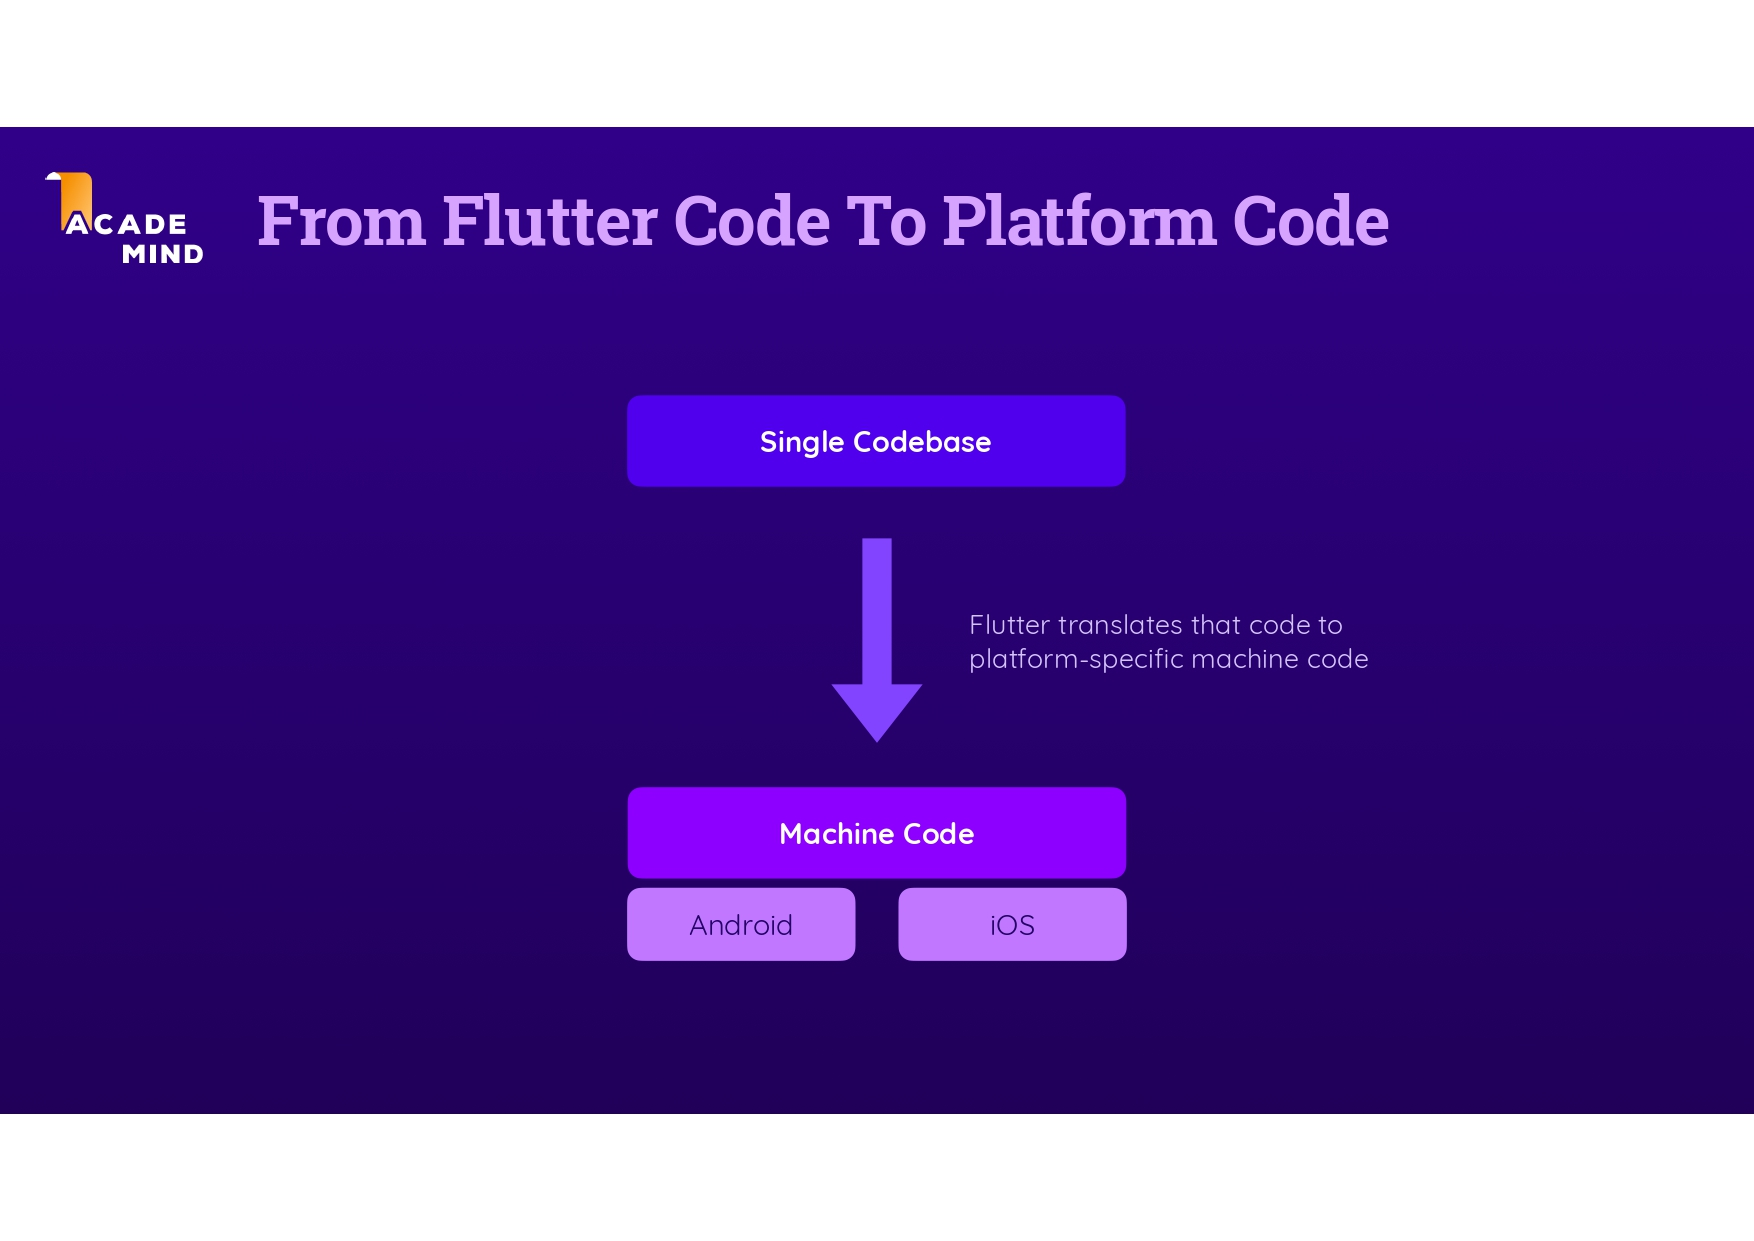 ACADE
MIND
From Flutter Code To Platform Code
Single Codebase
Flutter translates that code to
platform-specific machine code
Machine Code
Android
iOS